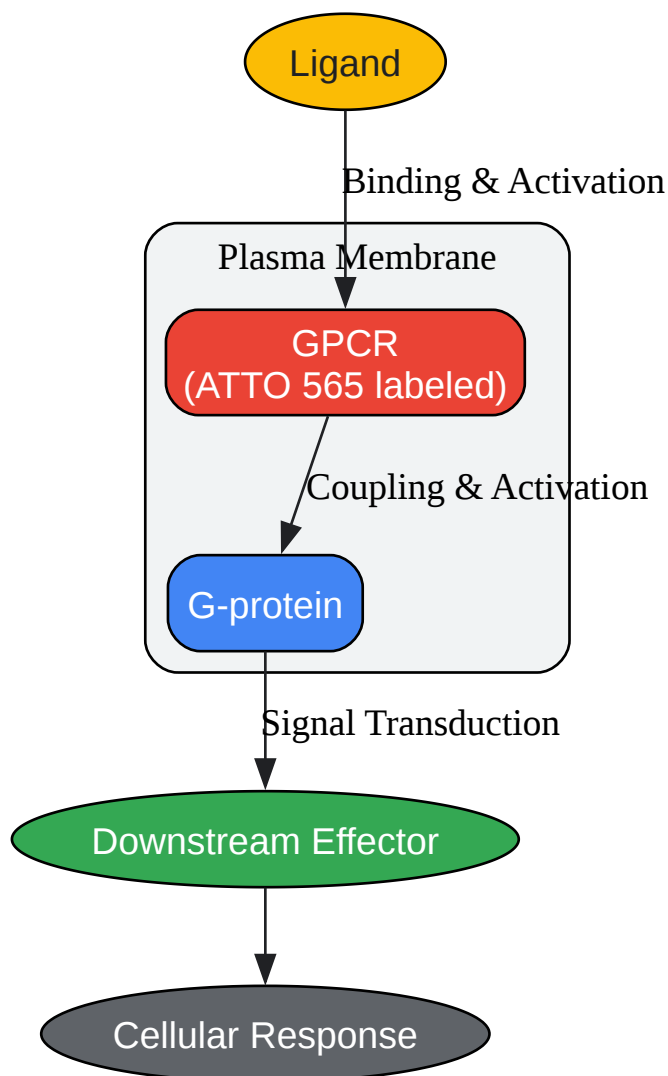 Ligand
Binding & Activation
Plasma Membrane
GPCR
(ATTO 565 labeled)
Coupling & Activation
G-protein
Signal Transduction
Downstream Effector
Cellular Response